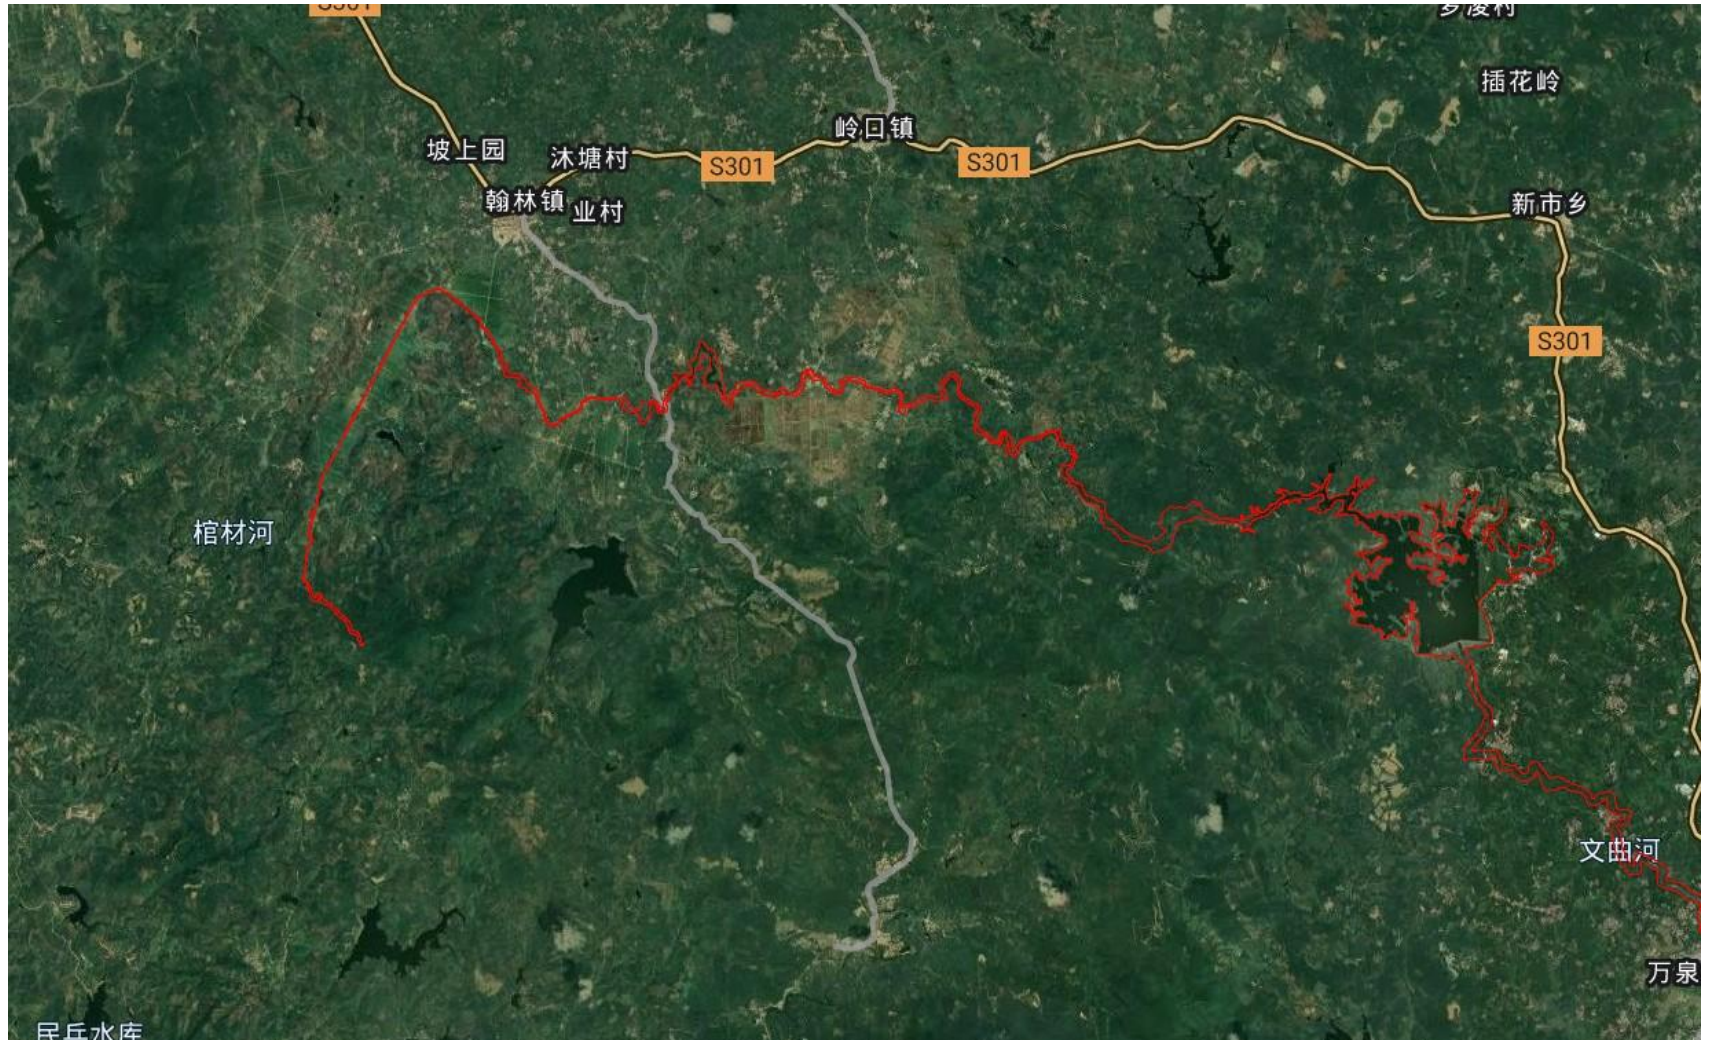 S301
罗凌村
插花岭
坡上园
沐塘村
岭口镇
S301
S301
翰林镇
业村
新市乡
S301
棺材河
文曲河
万泉
民兵水库